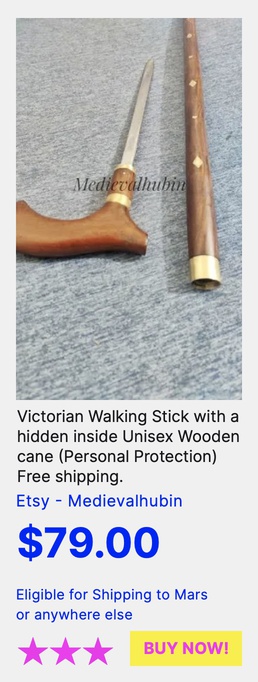 Medievalhubin
Victorian Walking Stick with a
hidden inside Unisex Wooden
cane (Personal Protection)
Free shipping.
Etsy - Medievalhubin
$79.00
Eligible for Shipping to Mars
or anywhere else
BUY NOW!